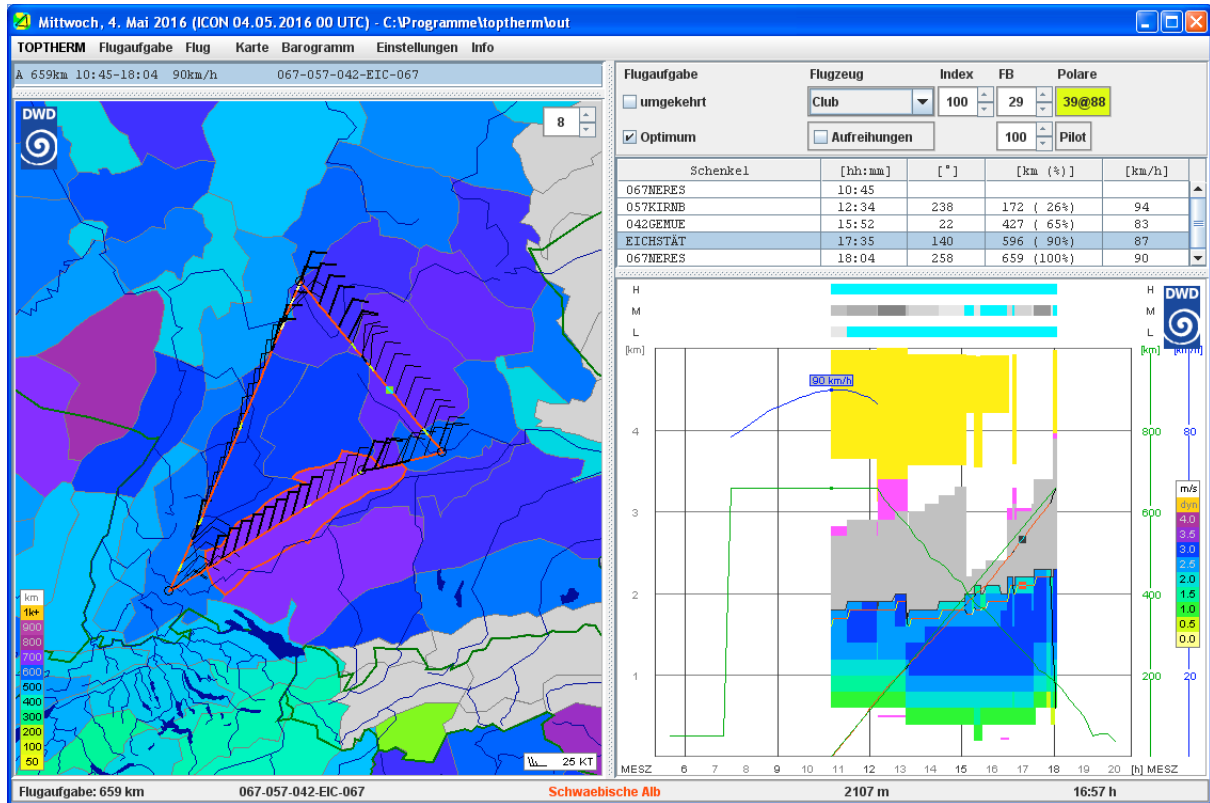 Mittwoch, 4. Mai 2016 (ICON 04.05.2016 00 UTC) - C:\Programme\toptherm\out
TOPTHERM Flugaufgabe Flug Karte Barogramm Einstellungen Info
A 659km 10:45-18:04 90km/h 067-057-042-EIC-067
DWD
8
km
1k+
900
800
700
600
500
400
300
200
100
50
25 KT
Flugaufgabe Flugzeug Index FB Polare
umgekehrt Club 100 29 39@88
Optimum Aufreihungen 100 Pilot
Schenkel [hh:mm] [°] [km (%)] [km/h]
067NERES 10:45
057KIRNB 12:34 238 172 ( 26%) 94
042GEMUE 15:52 22 427 ( 65%) 83
EICHSTÄT 17:35 140 596 ( 90%) 87
067NERES 18:04 258 659 (100%) 90
H H DWD
M M
L L
[km] [km] [km/h]
90 km/h
4 800 80
m/s
dyn
4.0
3.5
3.0
2.5
2.0
1.5
1.0
0.5
0.0
3 600
2 400
1 200 20
MESZ 6 7 8 9 10 11 12 13 14 15 16 17 18 19 20 [h] MESZ
Flugaufgabe: 659 km 067-057-042-EIC-067 Schwaebische Alb 2107 m 16:57 h